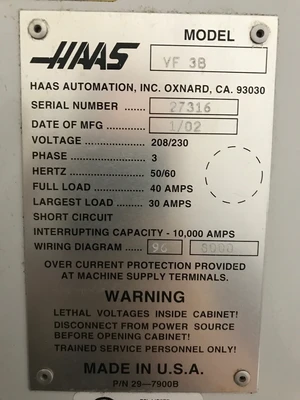 HAAS
MODEL
VF 3B
HAAS AUTOMATION, INC. OXNARD, CA. 93030
SERIAL NUMBER 27316
DATE OF MFG 1/02
VOLTAGE 208/230
PHASE 3
HERTZ 50/60
FULL LOAD 40 AMPS
LARGEST LOAD 30 AMPS
SHORT CIRCUIT
INTERRUPTING CAPACITY - 10,000 AMPS
WIRING DIAGRAM 96 8000
OVER CURRENT PROTECTION PROVIDED
AT MACHINE SUPPLY TERMINALS.
WARNING
LETHAL VOLTAGES INSIDE CABINET!
DISCONNECT FROM POWER SOURCE
BEFORE OPENING CABINET!
TRAINED SERVICE PERSONNEL ONLY!
MADE IN U.S.A.
P/N 29—7900B